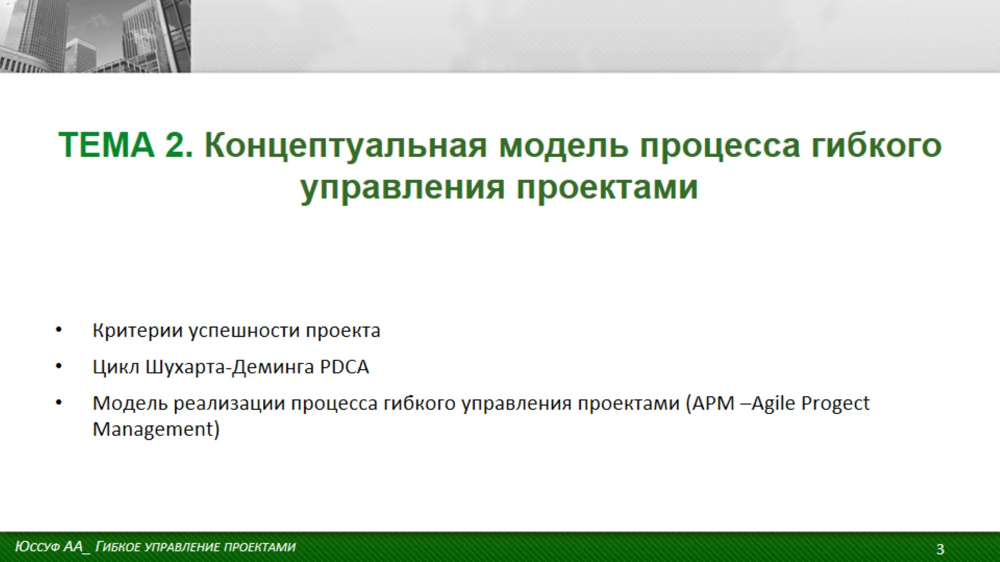 ТЕМА 2. Концептуальная модель процесса гибкого
управления проектами
• Критерии успешности проекта
• Цикл Шухарта-Деминга PDCA
• Модель реализации процесса гибкого управления проектами (APM –Agile Progect
Management)
Юссуф АА_ Гибкое управление проектами
3